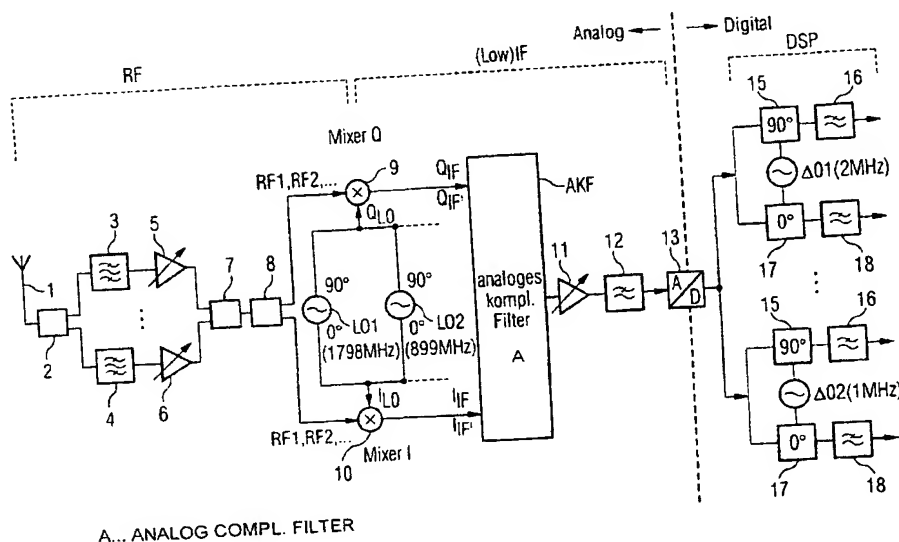 Analog Digital
DSP
(Low)IF
RF
15 16
90°
Δ01(2MHz)
0°
17 18
15 16
90°
Δ02(1MHz)
0°
17 18
Mixer Q
9
RF1,RF2,...
QIF
QIF'
QLO
AKF
1
2
3
4
5
6
7
8
90°
LO1
0°
(1798MHz)
90°
LO2
0°
(899MHz)
analoges
kompl.
Filter
A
11
12
13
A
D
ILO
IIF
IIF'
RF1,RF2,...
10
Mixer I
A... ANALOG COMPL. FILTER